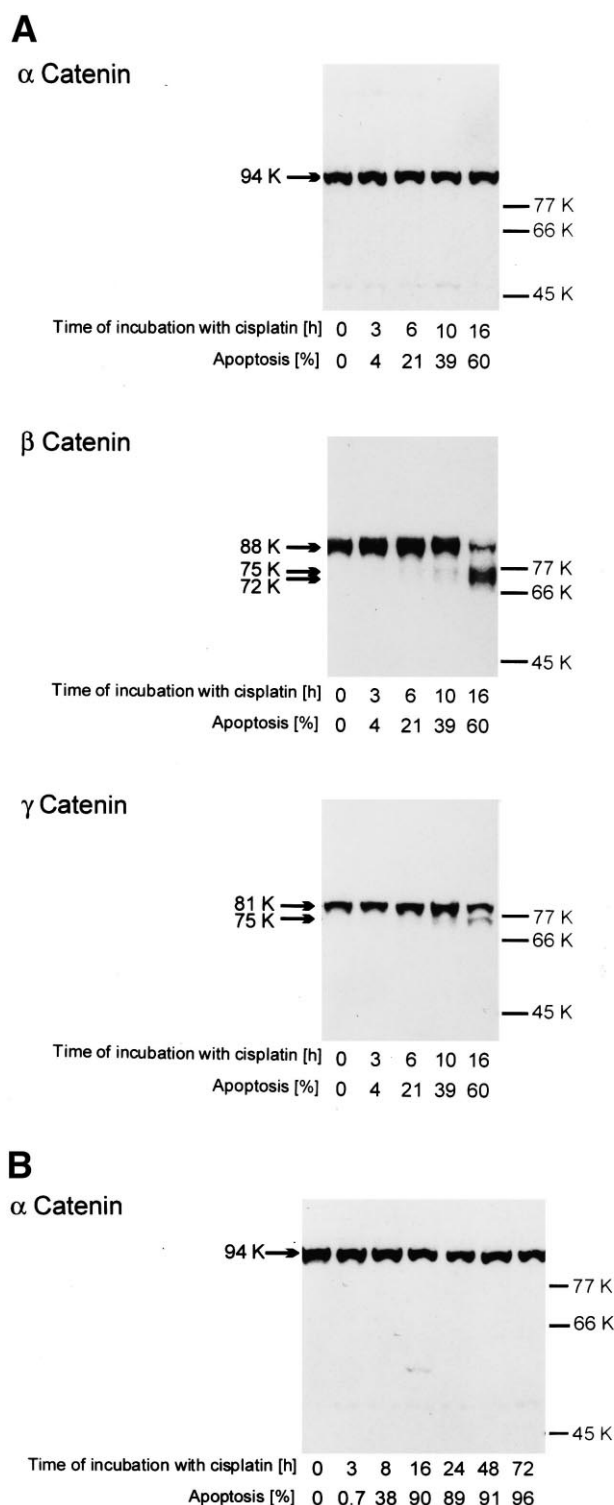 A
α Catenin
94 K
77 K
66 K
45 K
Time of incubation with cisplatin [h] 0 3 6 10 16
Apoptosis [%] 0 4 21 39 60
β Catenin
88 K
75 K
77 K
72 K
66 K
45 K
Time of incubation with cisplatin [h] 0 3 6 10 16
Apoptosis [%] 0 4 21 39 60
γ Catenin
81 K
75 K
77 K
66 K
45 K
Time of incubation with cisplatin [h] 0 3 6 10 16
Apoptosis [%] 0 4 21 39 60
B
α Catenin
94 K
77 K
66 K
45 K
Time of incubation with cisplatin [h] 0 3 8 16 24 48 72
Apoptosis [%] 0 0.7 38 90 89 91 96